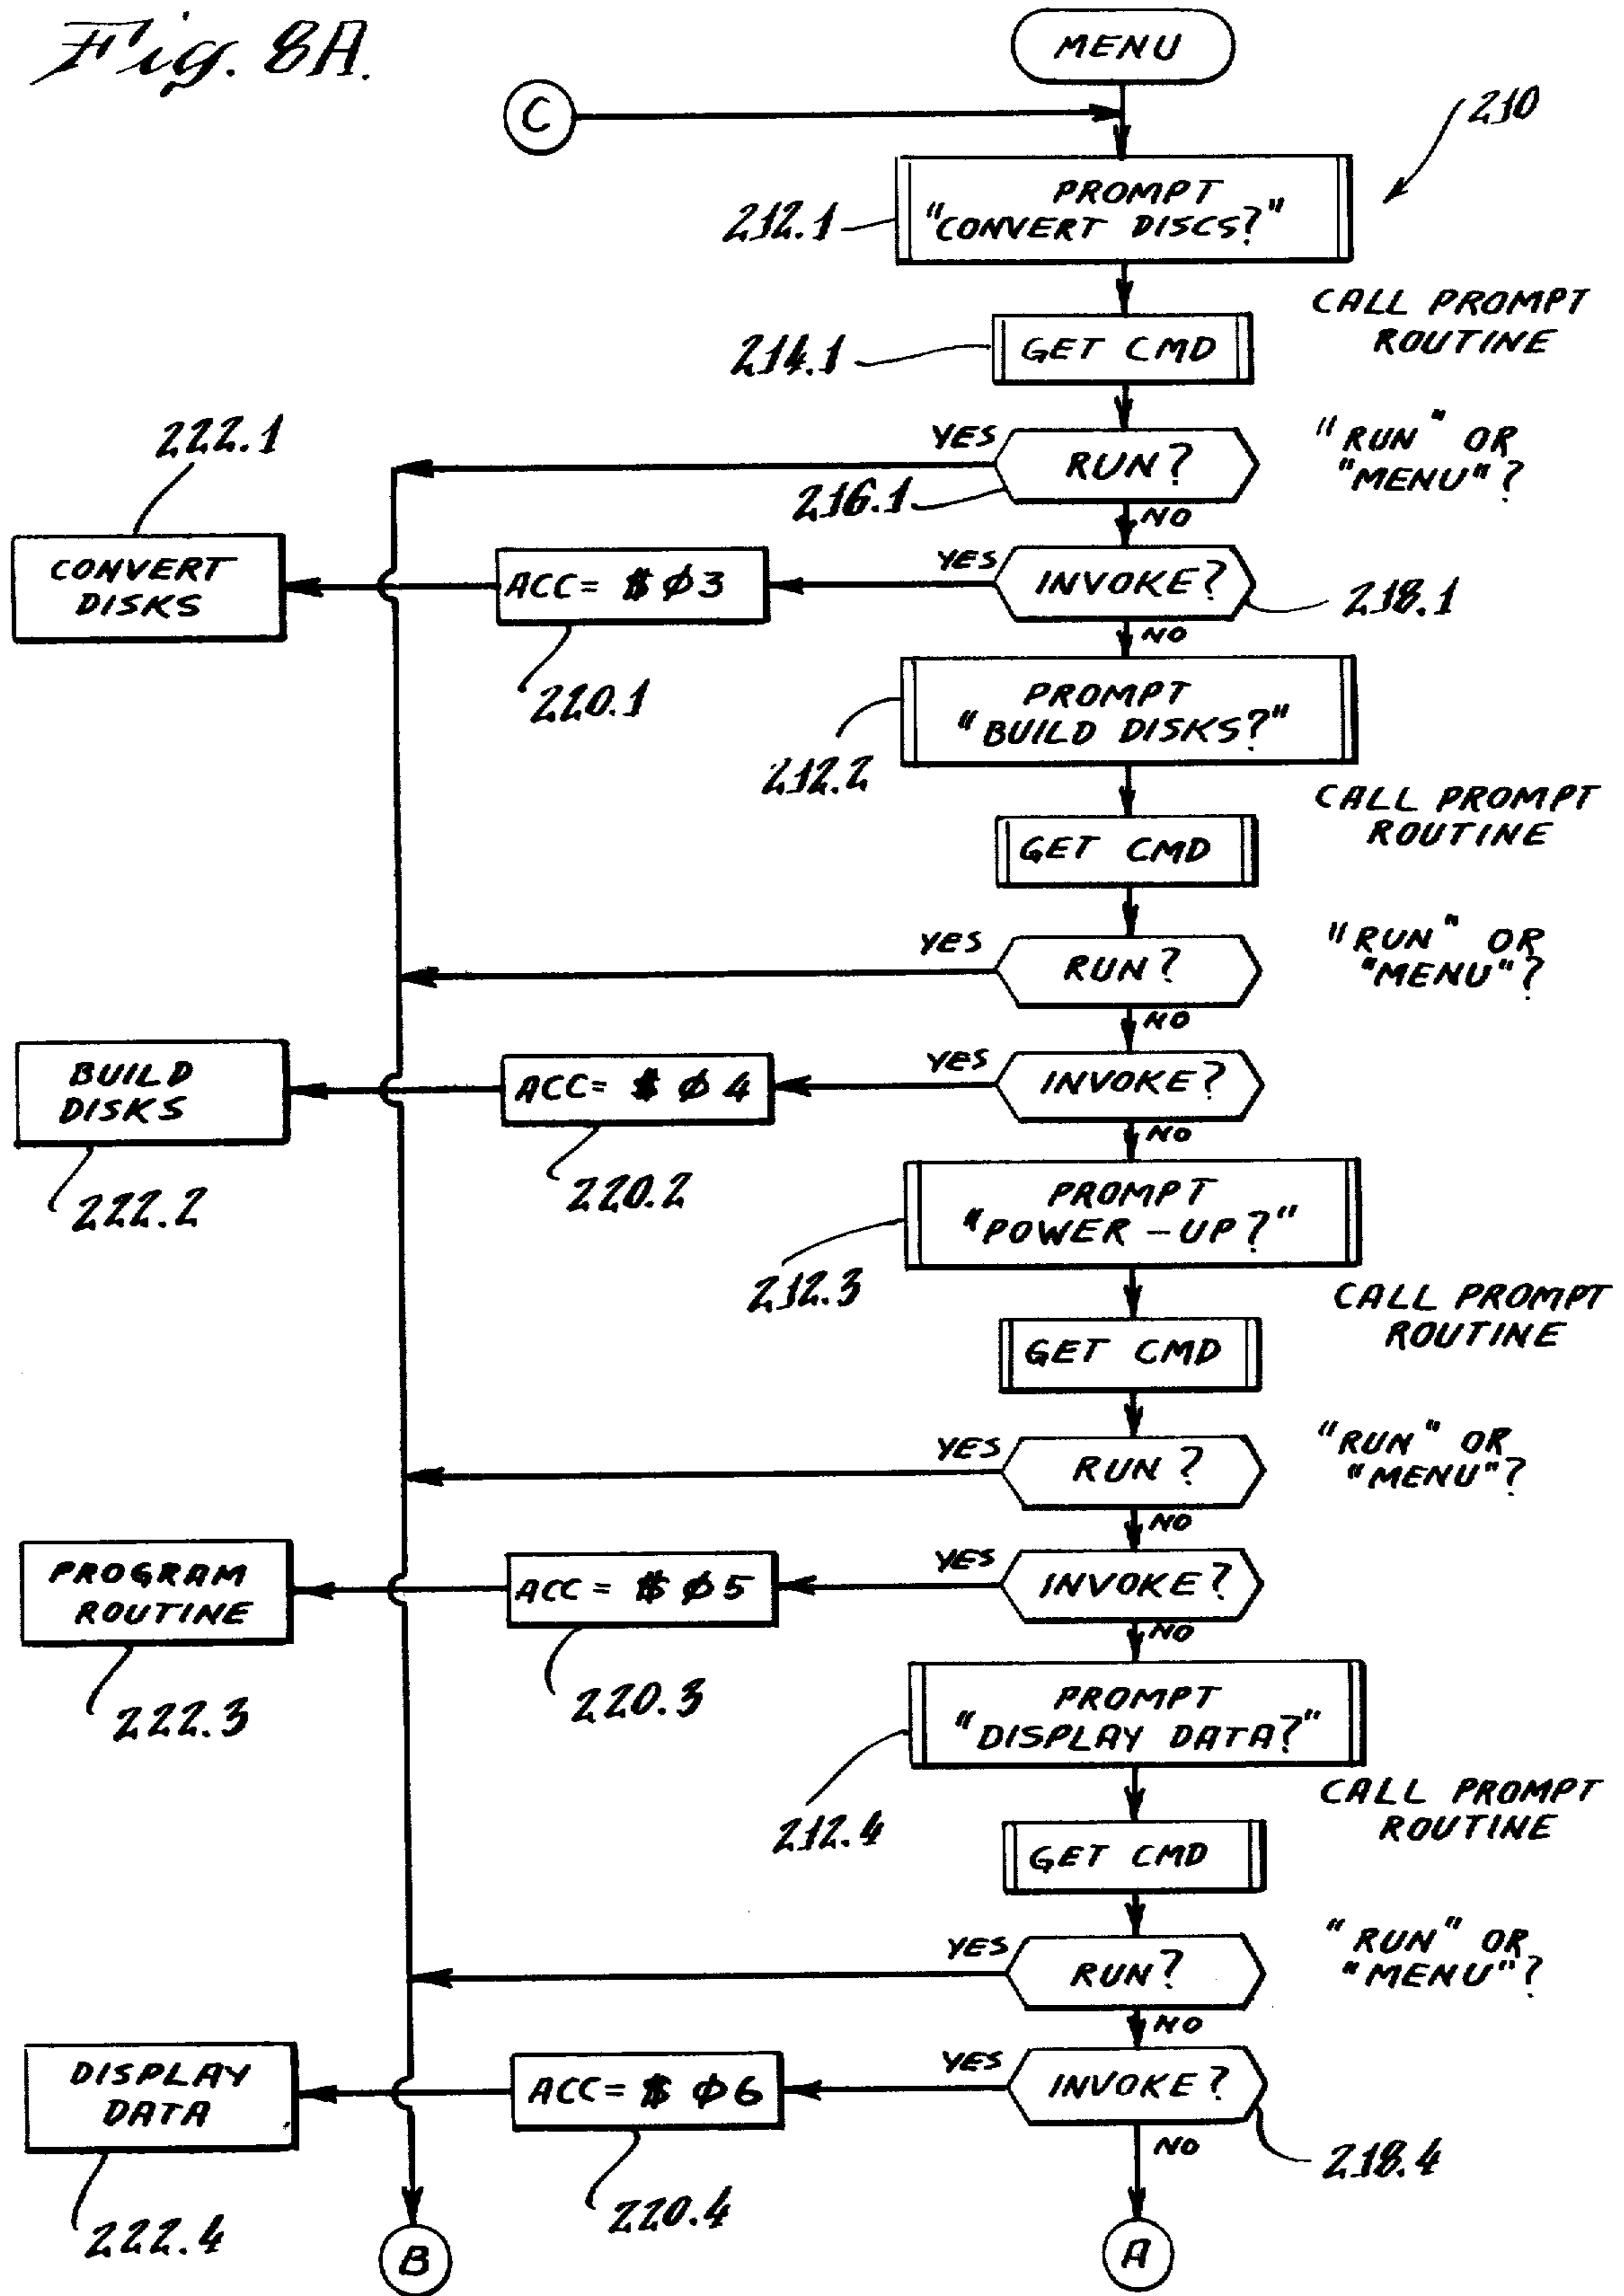 Fig. 8A.
MENU
C
210
PROMPT
"CONVERT DISCS?"
212.1
CALL PROMPT
ROUTINE
GET CMD
214.1
222.1
YES
RUN?
"RUN" OR
"MENU"?
216.1
NO
CONVERT
DISKS
ACC= $ Ø3
YES
INVOKE?
218.1
NO
220.1
PROMPT
"BUILD DISKS?"
212.2
CALL PROMPT
ROUTINE
GET CMD
YES
RUN?
"RUN" OR
"MENU"?
NO
BUILD
DISKS
ACC= $ Ø4
YES
INVOKE?
NO
222.2
220.2
PROMPT
"POWER-UP?"
212.3
CALL PROMPT
ROUTINE
GET CMD
YES
RUN?
"RUN" OR
"MENU"?
NO
PROGRAM
ROUTINE
ACC= $ Ø5
YES
INVOKE?
NO
222.3
220.3
PROMPT
"DISPLAY DATA?"
212.4
CALL PROMPT
ROUTINE
GET CMD
YES
RUN?
"RUN" OR
"MENU"?
NO
DISPLAY
DATA
ACC= $ Ø6
YES
INVOKE?
NO
218.4
222.4
220.4
B
A